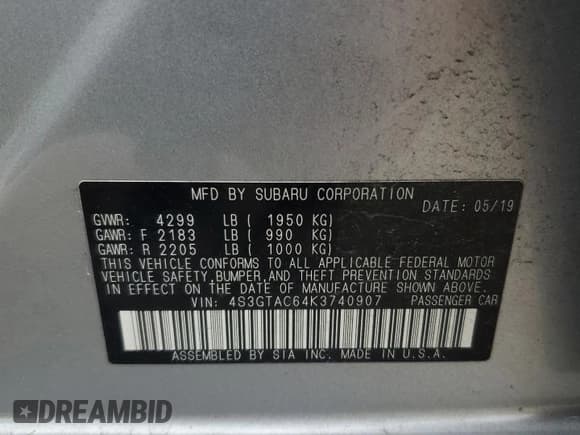 MFD BY SUBARU CORPORATION
DATE: 05/19
GVWR: 4299 LB ( 1950 KG)
GAWR: F 2183 LB ( 990 KG)
GAWR: R 2205 LB ( 1000 KG)
THIS VEHICLE CONFORMS TO ALL APPLICABLE FEDERAL MOTOR
VEHICLE SAFETY,BUMPER,AND THEFT PREVENTION STANDARDS
IN EFFECT ON THE DATE OF MANUFACTURE SHOWN ABOVE.
VIN: 4S3GTAC64K3740907 PASSENGER CAR
ASSEMBLED BY SIA INC. MADE IN U.S.A.
DREAMBID